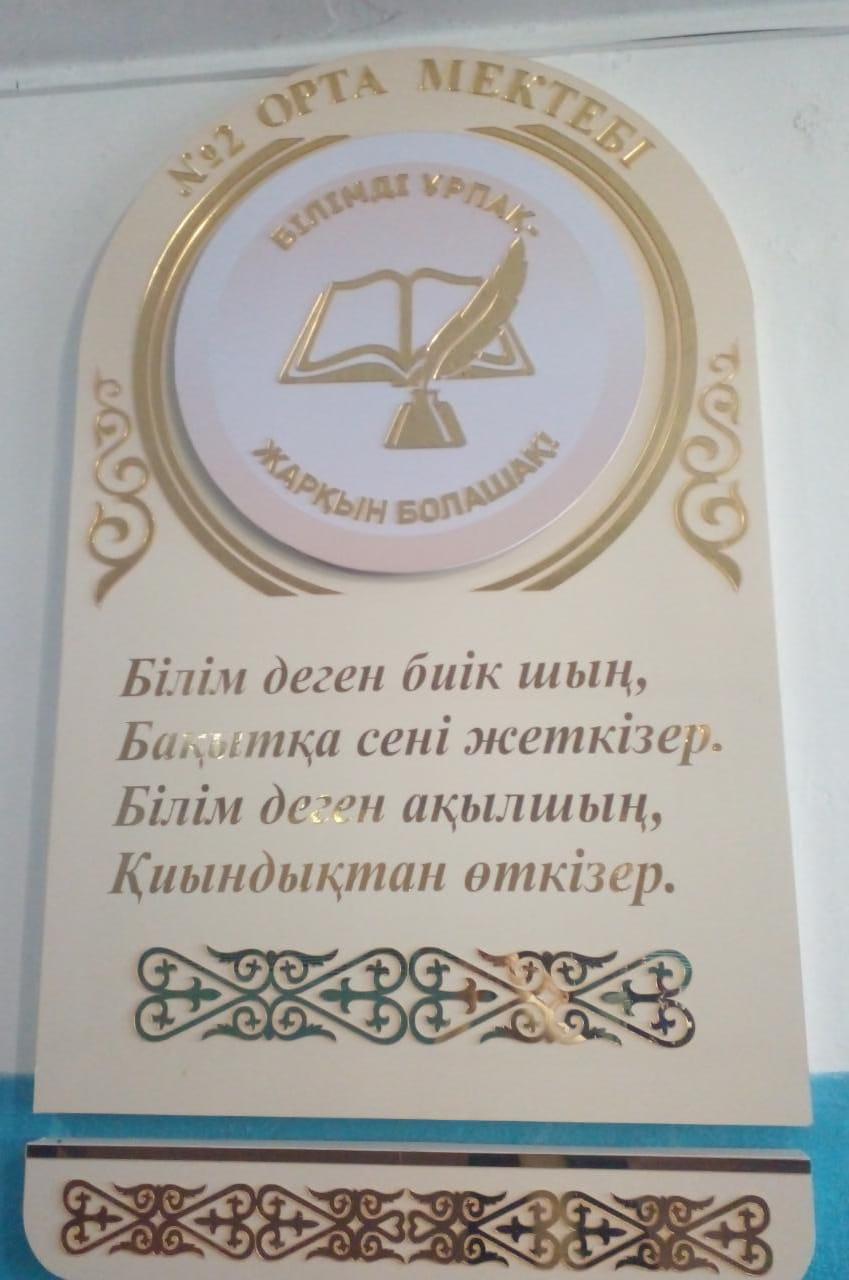 №2 ОРТА МЕКТЕБІ
БІЛІМДІ ҰРПАҚ-
ЖАРҚЫН БОЛАШАҚ!
Білім деген биік шың,
Бақытқа сені жеткізер.
Білім деген ақылшың,
Қиындықтан өткізер.